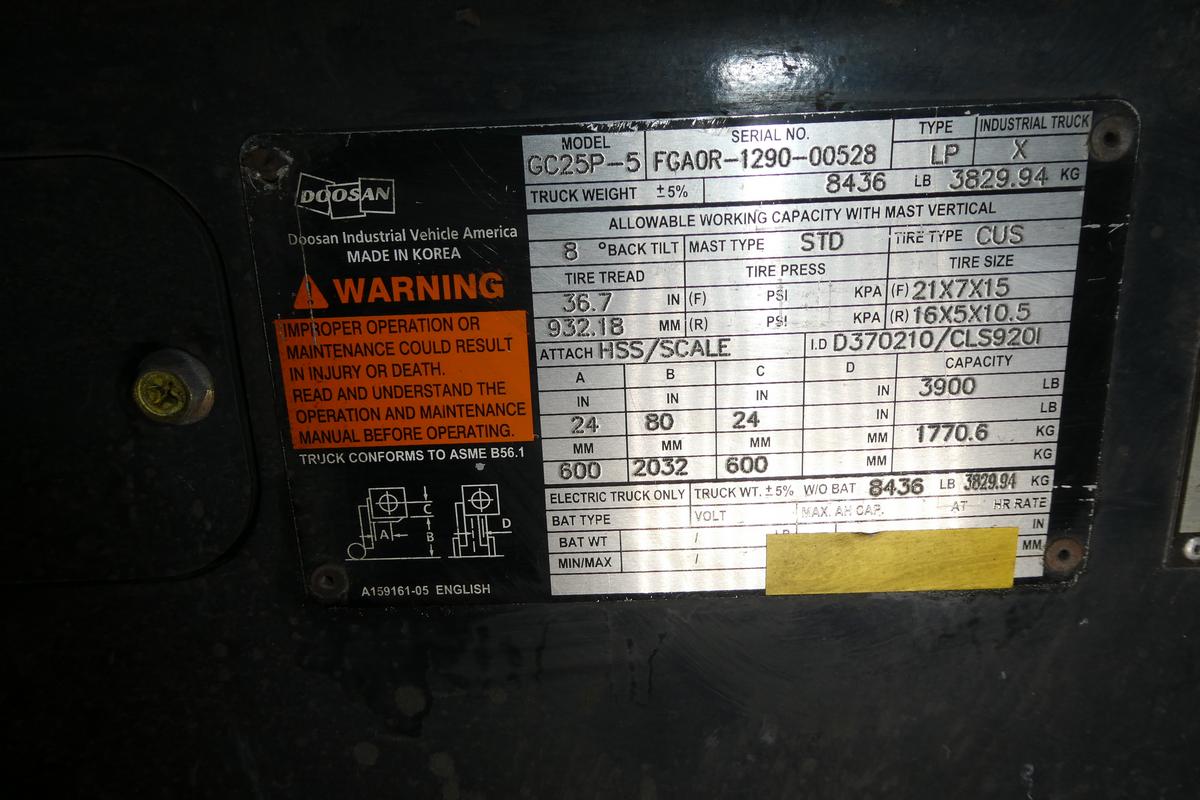 DOOSAN
Doosan Industrial Vehicle America
MADE IN KOREA
WARNING
IMPROPER OPERATION OR
MAINTENANCE COULD RESULT
IN INJURY OR DEATH.
READ AND UNDERSTAND THE
OPERATION AND MAINTENANCE
MANUAL BEFORE OPERATING.
TRUCK CONFORMS TO ASME B56.1
C
A
B
D
A159161-05 ENGLISH
MODEL SERIAL NO. TYPE INDUSTRIAL TRUCK
GC25P-5 FGA0R-1290-00528 LP X
TRUCK WEIGHT ±5% 8436 LB 3829.94 KG
ALLOWABLE WORKING CAPACITY WITH MAST VERTICAL
8 °BACK TILT MAST TYPE STD TIRE TYPE CUS
TIRE TREAD TIRE PRESS TIRE SIZE
36.7 IN (F) PSI KPA (F) 21X7X15
932.18 MM (R) PSI KPA (R) 16X5X10.5
ATTACH HSS/SCALE I.D D370210/CLS920I
A B C D CAPACITY
IN IN IN IN 3900 LB
24 80 24 IN LB
MM MM MM MM 1770.6 KG
600 2032 600 MM KG
ELECTRIC TRUCK ONLY TRUCK WT. ±5% W/O BAT 8436 LB 3829.94 KG
BAT TYPE VOLT MAX. AH CAP. AT HR RATE
BAT WT / LB IN
MIN/MAX / MM